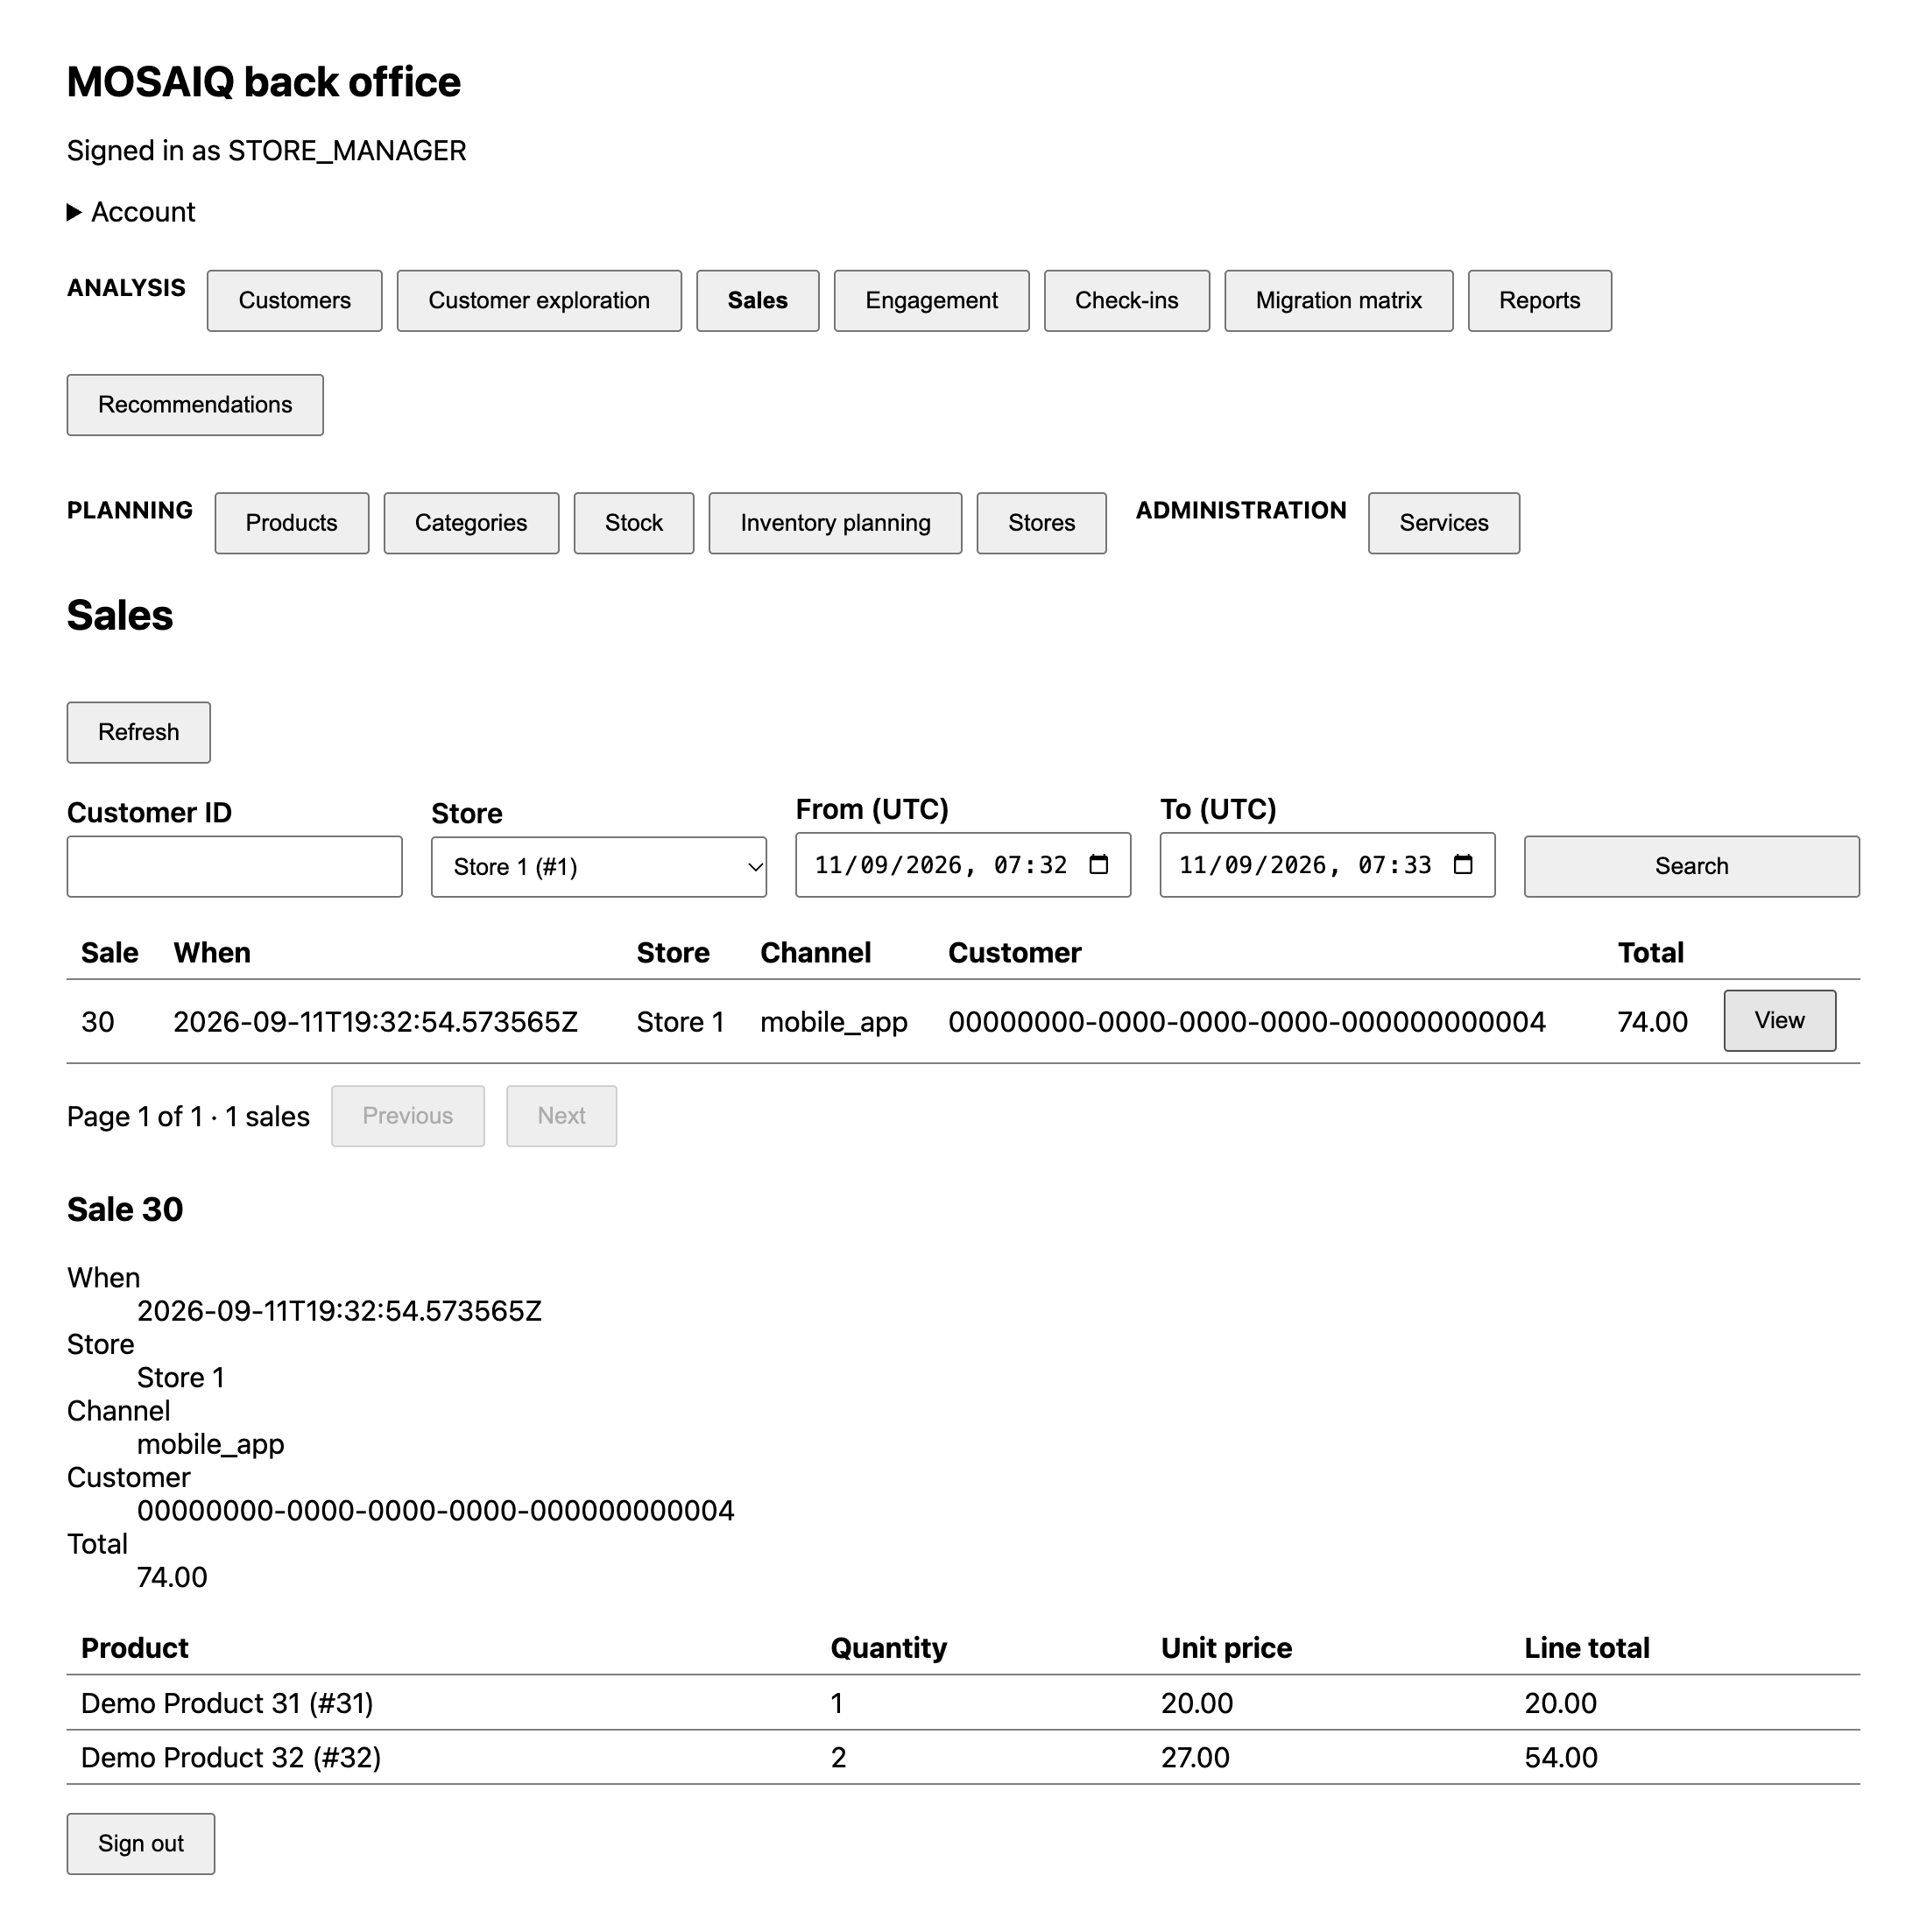 MOSAIQ back office
Signed in as STORE_MANAGER
▶ Account
ANALYSIS Customers Customer exploration Sales Engagement Check-ins Migration matrix Reports
Recommendations
PLANNING Products Categories Stock Inventory planning Stores ADMINISTRATION Services
Sales
Refresh
Customer ID Store From (UTC) To (UTC)
Store 1 (#1) 11/09/2026, 07:32 11/09/2026, 07:33 Search
Sale When Store Channel Customer Total
30 2026-09-11T19:32:54.573565Z Store 1 mobile_app 00000000-0000-0000-0000-000000000004 74.00 View
Page 1 of 1 · 1 sales Previous Next
Sale 30
When
2026-09-11T19:32:54.573565Z
Store
Store 1
Channel
mobile_app
Customer
00000000-0000-0000-0000-000000000004
Total
74.00
Product Quantity Unit price Line total
Demo Product 31 (#31) 1 20.00 20.00
Demo Product 32 (#32) 2 27.00 54.00
Sign out